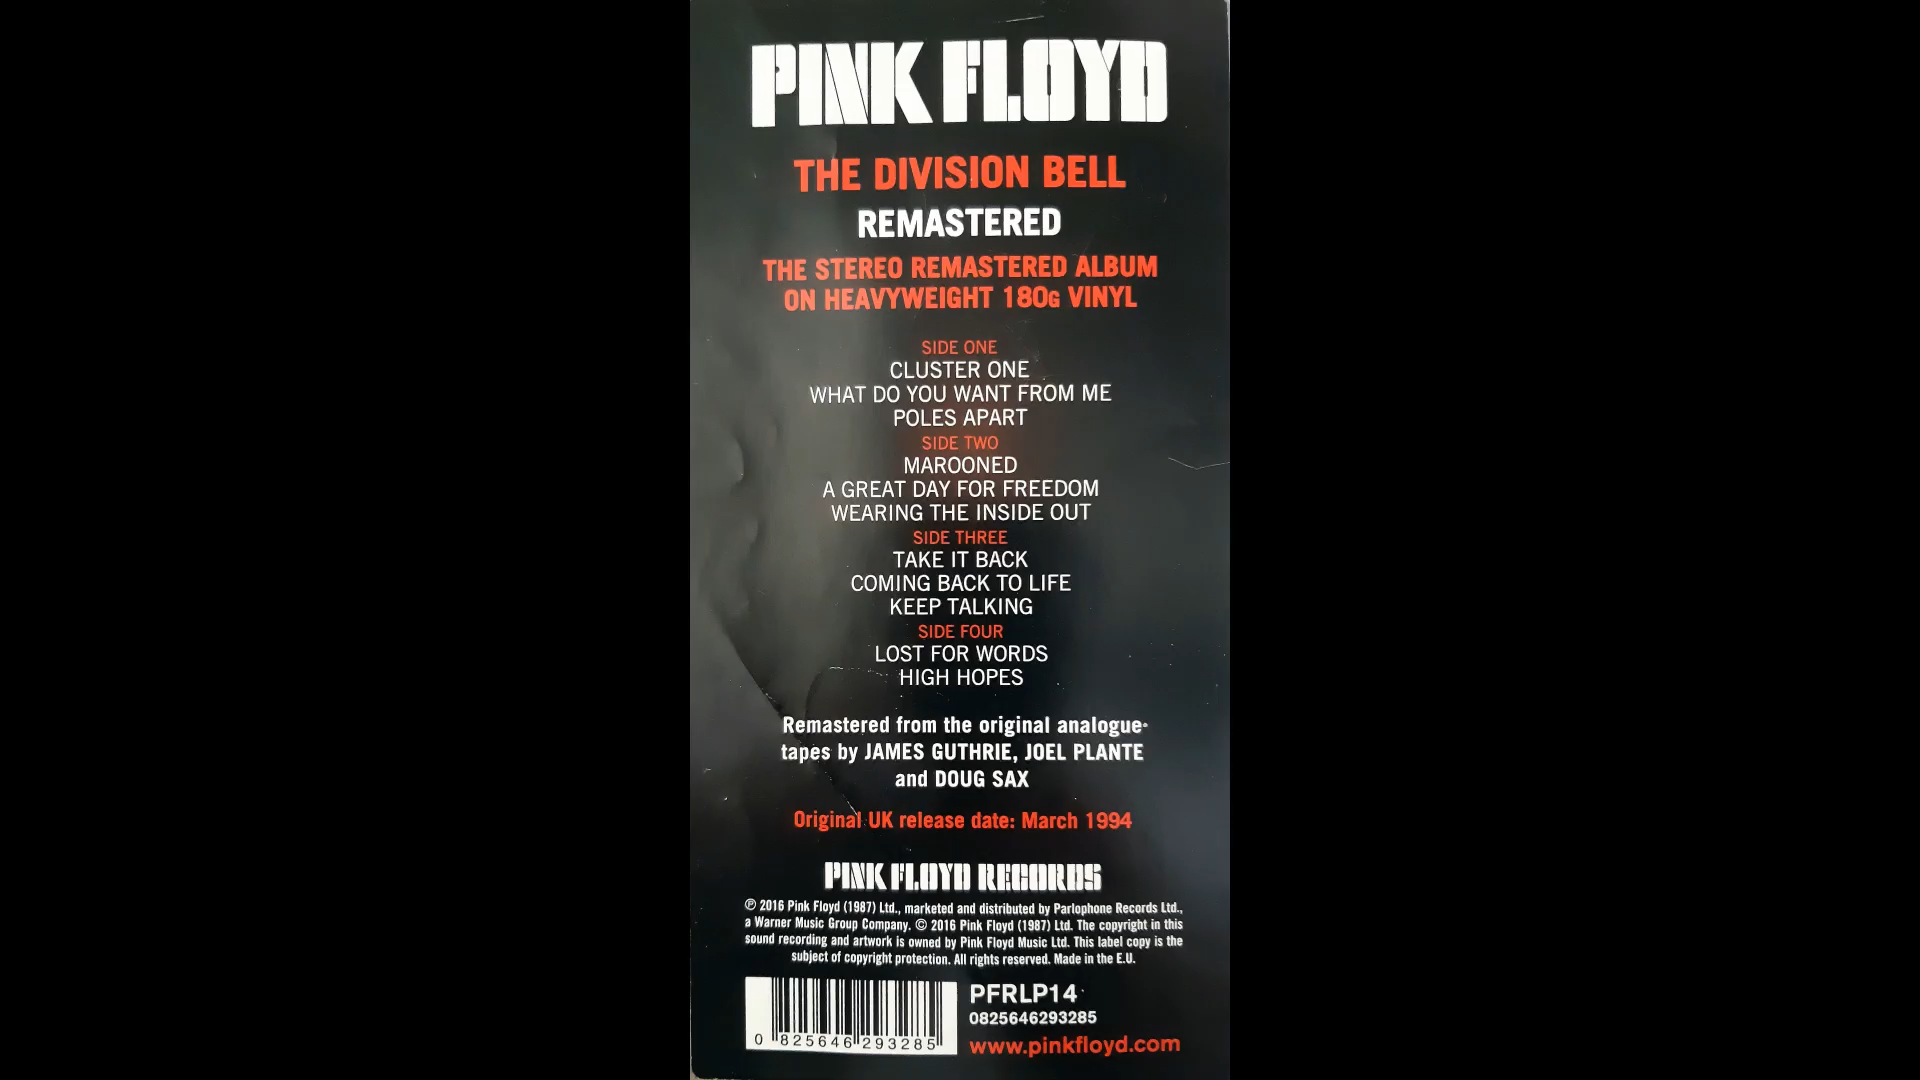 PINK FLOYD
THE DIVISION BELL
REMASTERED
THE STEREO REMASTERED ALBUM
ON HEAVYWEIGHT 180G VINYL
SIDE ONE
CLUSTER ONE
WHAT DO YOU WANT FROM ME
POLES APART
SIDE TWO
MAROONED
A GREAT DAY FOR FREEDOM
WEARING THE INSIDE OUT
SIDE THREE
TAKE IT BACK
COMING BACK TO LIFE
KEEP TALKING
SIDE FOUR
LOST FOR WORDS
HIGH HOPES
Remastered from the original analogue
tapes by JAMES GUTHRIE, JOEL PLANTE
and DOUG SAX
Original UK release date: March 1994
PINK FLOYD RECORDS
℗ 2016 Pink Floyd (1987) Ltd., marketed and distributed by Parlophone Records Ltd.,
a Warner Music Group Company. © 2016 Pink Floyd (1987) Ltd. The copyright in this
sound recording and artwork is owned by Pink Floyd Music Ltd. This label copy is the
subject of copyright protection. All rights reserved. Made in the E.U.
PFRLP14
0825646293285
0 825646 293285
www.pinkfloyd.com